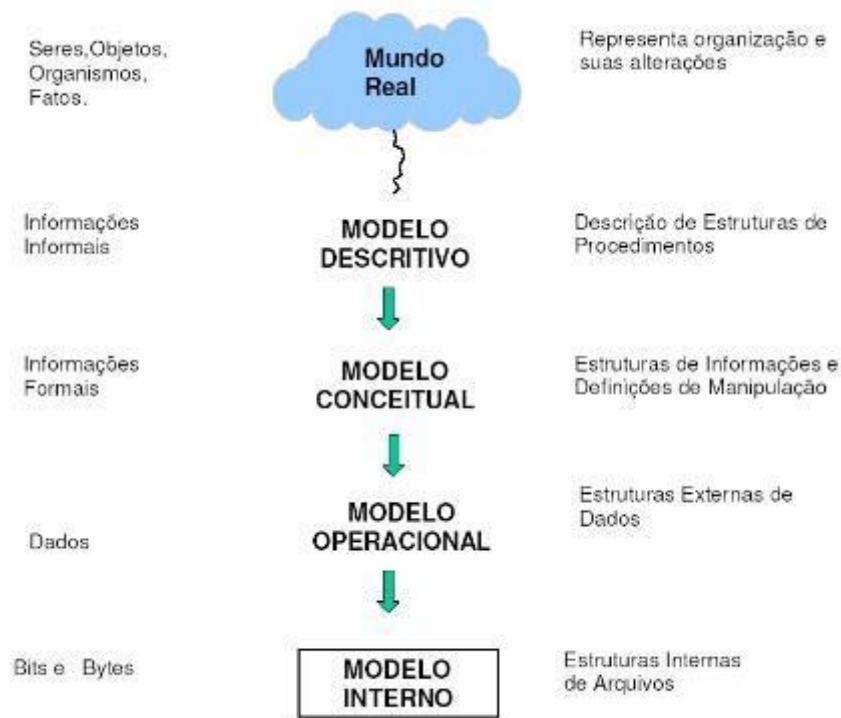 Seres,Objetos,
Organismos,
Fatos.
Mundo
Real
Representa organização e
suas alterações
Informações
Informais
MODELO
DESCRITIVO
Descrição de Estruturas de
Procedimentos
Informações
Formais
MODELO
CONCEITUAL
Estruturas de Informações e
Definições de Manipulação
Dados
MODELO
OPERACIONAL
Estruturas Externas de
Dados
Bits e Bytes
MODELO
INTERNO
Estruturas Internas
de Arquivos